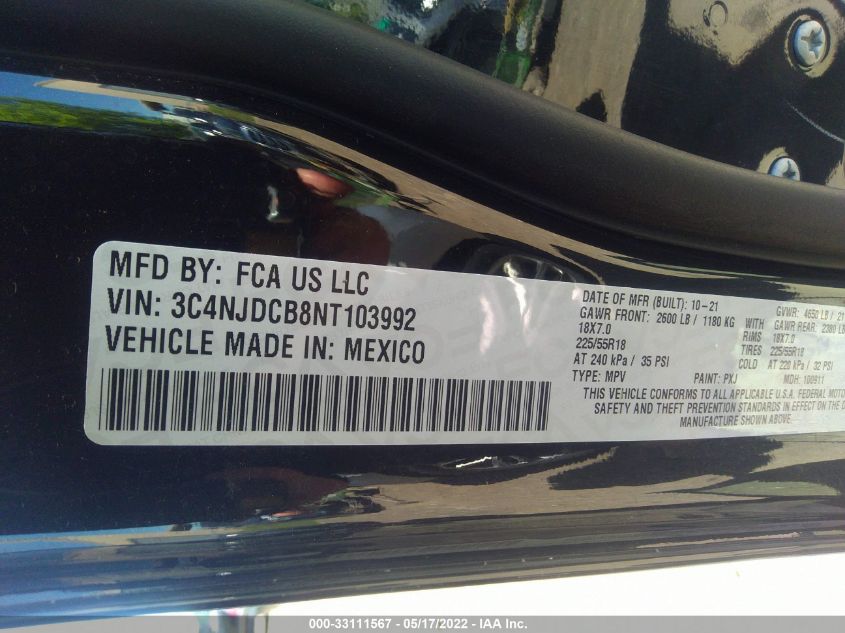 MFD BY: FCA US LLC
VIN: 3C4NJDCB8NT103992
VEHICLE MADE IN: MEXICO
DATE OF MFR (BUILT): 10-21 GVWR: 4650 LB / 21
GAWR FRONT: 2600 LB / 1180 KG WITH GAWR REAR: 2380 LB
18X7.0 RIMS 18X7.0
225/55R18 TIRES 225/55R18
AT 240 kPa / 35 PSI COLD AT 220 kPa / 32 PSI
TYPE: MPV PAINT: PXJ MDH: 100911
THIS VEHICLE CONFORMS TO ALL APPLICABLE U.S.A. FEDERAL MOTO
SAFETY AND THEFT PREVENTION STANDARDS IN EFFECT ON THE D
MANUFACTURE SHOWN ABOVE.
000-33111567 - 05/17/2022 - IAA Inc.